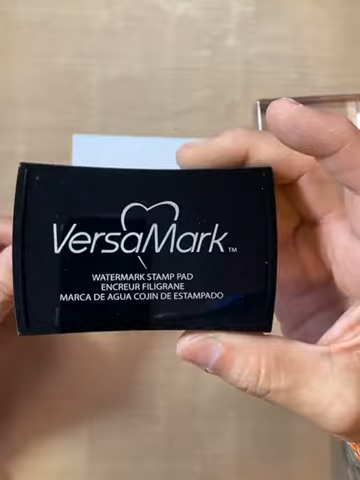 VersaMark™
WATERMARK STAMP PAD
ENCREUR FILIGRANE
MARCA DE AGUA COJIN DE ESTAMPADO